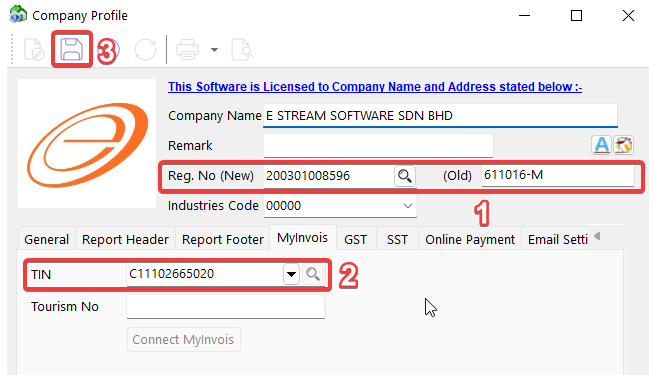 Company Profile
3
This Software is Licensed to Company Name and Address stated below :-
Company Name E STREAM SOFTWARE SDN BHD
Remark
A
Reg. No (New) 200301008596 (Old) 611016-M
Industries Code 00000
1
General Report Header Report Footer MyInvois GST SST Online Payment Email Setti
TIN C11102665020
2
Tourism No
Connect MyInvois